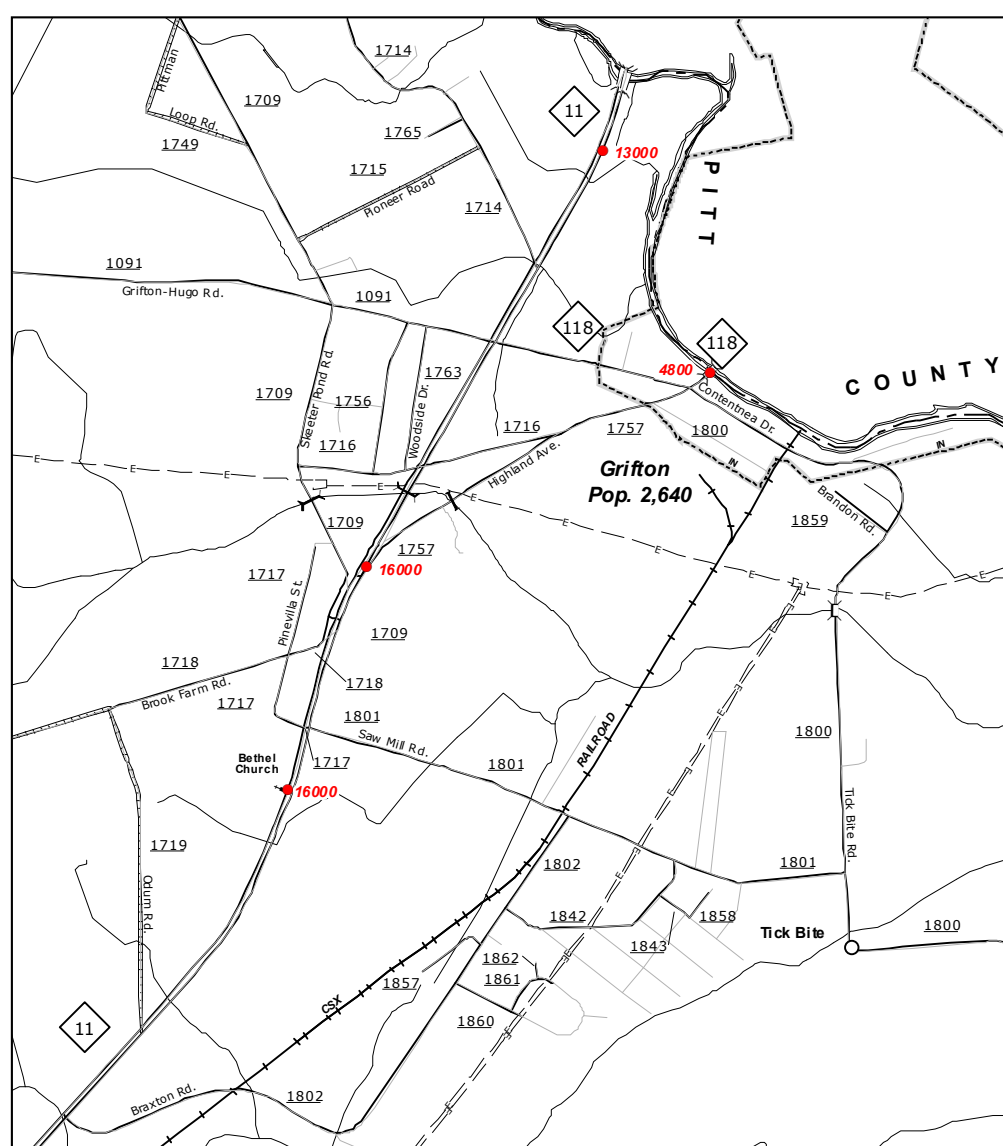 1714
Hittman
1709
11
Loop Rd.
1765
1749
13000
1715
Pioneer Road
PITT
1714
1091
Grifton-Hugo Rd.
1091
118
118
4800
COUNTY
1763
Contentnea Dr.
1709
Skeeter Pond Rd.
1756
Woodside Dr.
1716
1716
1757
1800
Highland Ave.
IN
IN
E
E
E
E
E
E
Grifton
Pop. 2,640
Brandon Rd.
1859
1709
1757
16000
1717
Pinevilla St.
1709
1718
1718
Brook Farm Rd.
1717
1801
Saw Mill Rd.
RAILROAD
1800
Bethel
Church
1717
1801
16000
Tick Bite Rd.
1719
1802
1801
Odum Rd.
1842
1858
1843
Tick Bite
1800
1862
1861
1857
CSX
1860
11
Braxton Rd.
1802